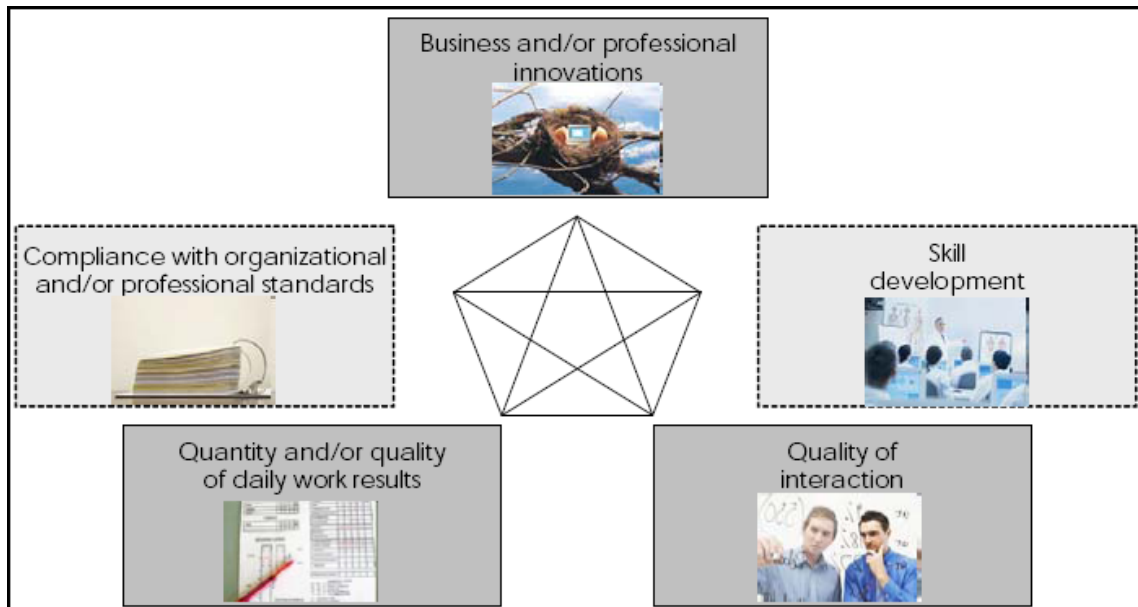 Business and/or professional
innovations
Compliance with organizational
and/or professional standards
Skill
development
Quantity and/or quality
of daily work results
Quality of
interaction